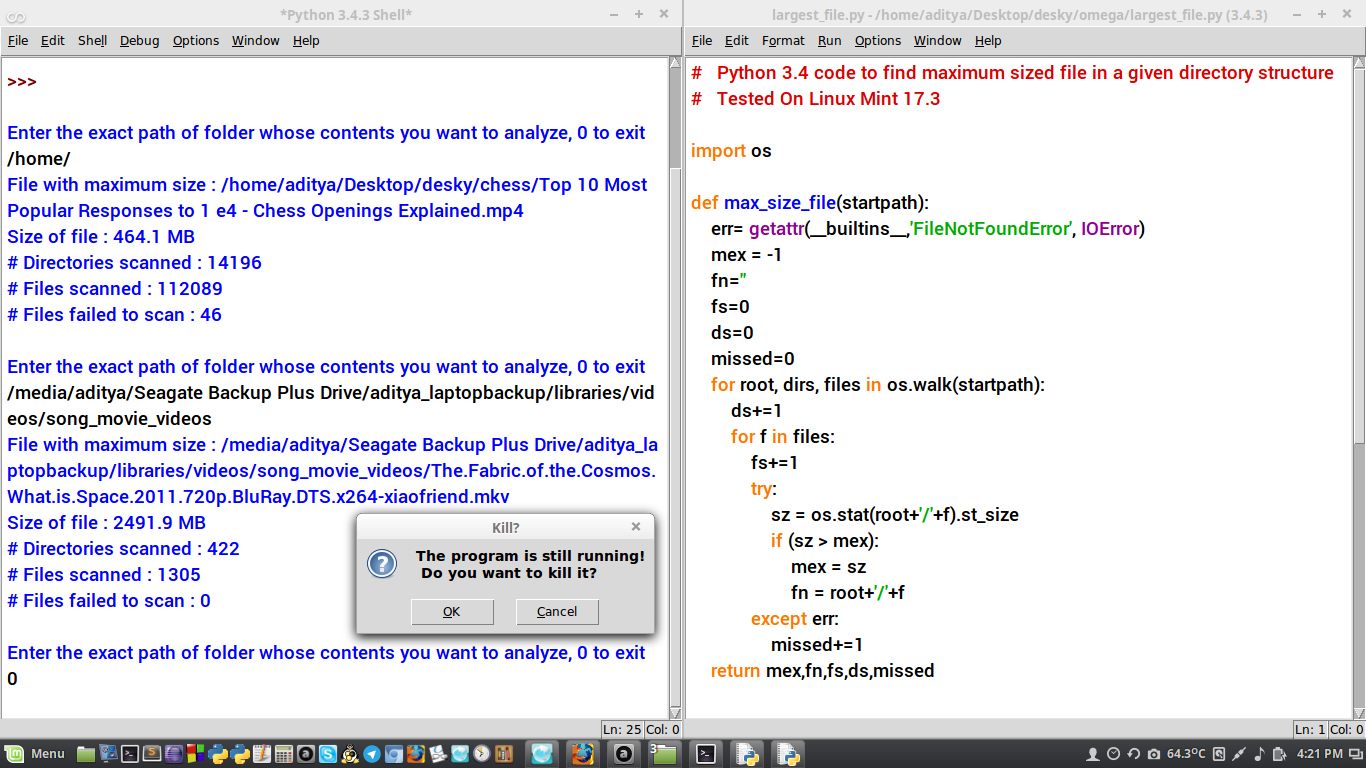 *Python 3.4.3 Shell*
File Edit Shell Debug Options Window Help
>>>
Enter the exact path of folder whose contents you want to analyze, 0 to exit
/home/
File with maximum size : /home/aditya/Desktop/desky/chess/Top 10 Most
Popular Responses to 1 e4 - Chess Openings Explained.mp4
Size of file : 464.1 MB
# Directories scanned : 14196
# Files scanned : 112089
# Files failed to scan : 46
Enter the exact path of folder whose contents you want to analyze, 0 to exit
/media/aditya/Seagate Backup Plus Drive/aditya_laptopbackup/libraries/vid
eos/song_movie_videos
File with maximum size : /media/aditya/Seagate Backup Plus Drive/aditya_la
ptopbackup/libraries/videos/song_movie_videos/The.Fabric.of.the.Cosmos.
What.is.Space.2011.720p.BluRay.DTS.x264-xiaofriend.mkv
Size of file : 2491.9 MB
# Directories scanned : 422
# Files scanned : 1305
# Files failed to scan : 0
Enter the exact path of folder whose contents you want to analyze, 0 to exit
0
Ln: 25 Col: 0
Kill?
The program is still running!
Do you want to kill it?
OK Cancel
largest_file.py - /home/aditya/Desktop/desky/omega/largest_file.py (3.4.3)
File Edit Format Run Options Window Help
# Python 3.4 code to find maximum sized file in a given directory structure
# Tested On Linux Mint 17.3
import os
def max_size_file(startpath):
err= getattr(__builtins__,'FileNotFoundError', IOError)
mex = -1
fn=''
fs=0
ds=0
missed=0
for root, dirs, files in os.walk(startpath):
ds+=1
for f in files:
fs+=1
try:
sz = os.stat(root+'/'+f).st_size
if (sz > mex):
mex = sz
fn = root+'/'+f
except err:
missed+=1
return mex,fn,fs,ds,missed
Ln: 1 Col: 0
Menu 3 64.3°C 4:21 PM